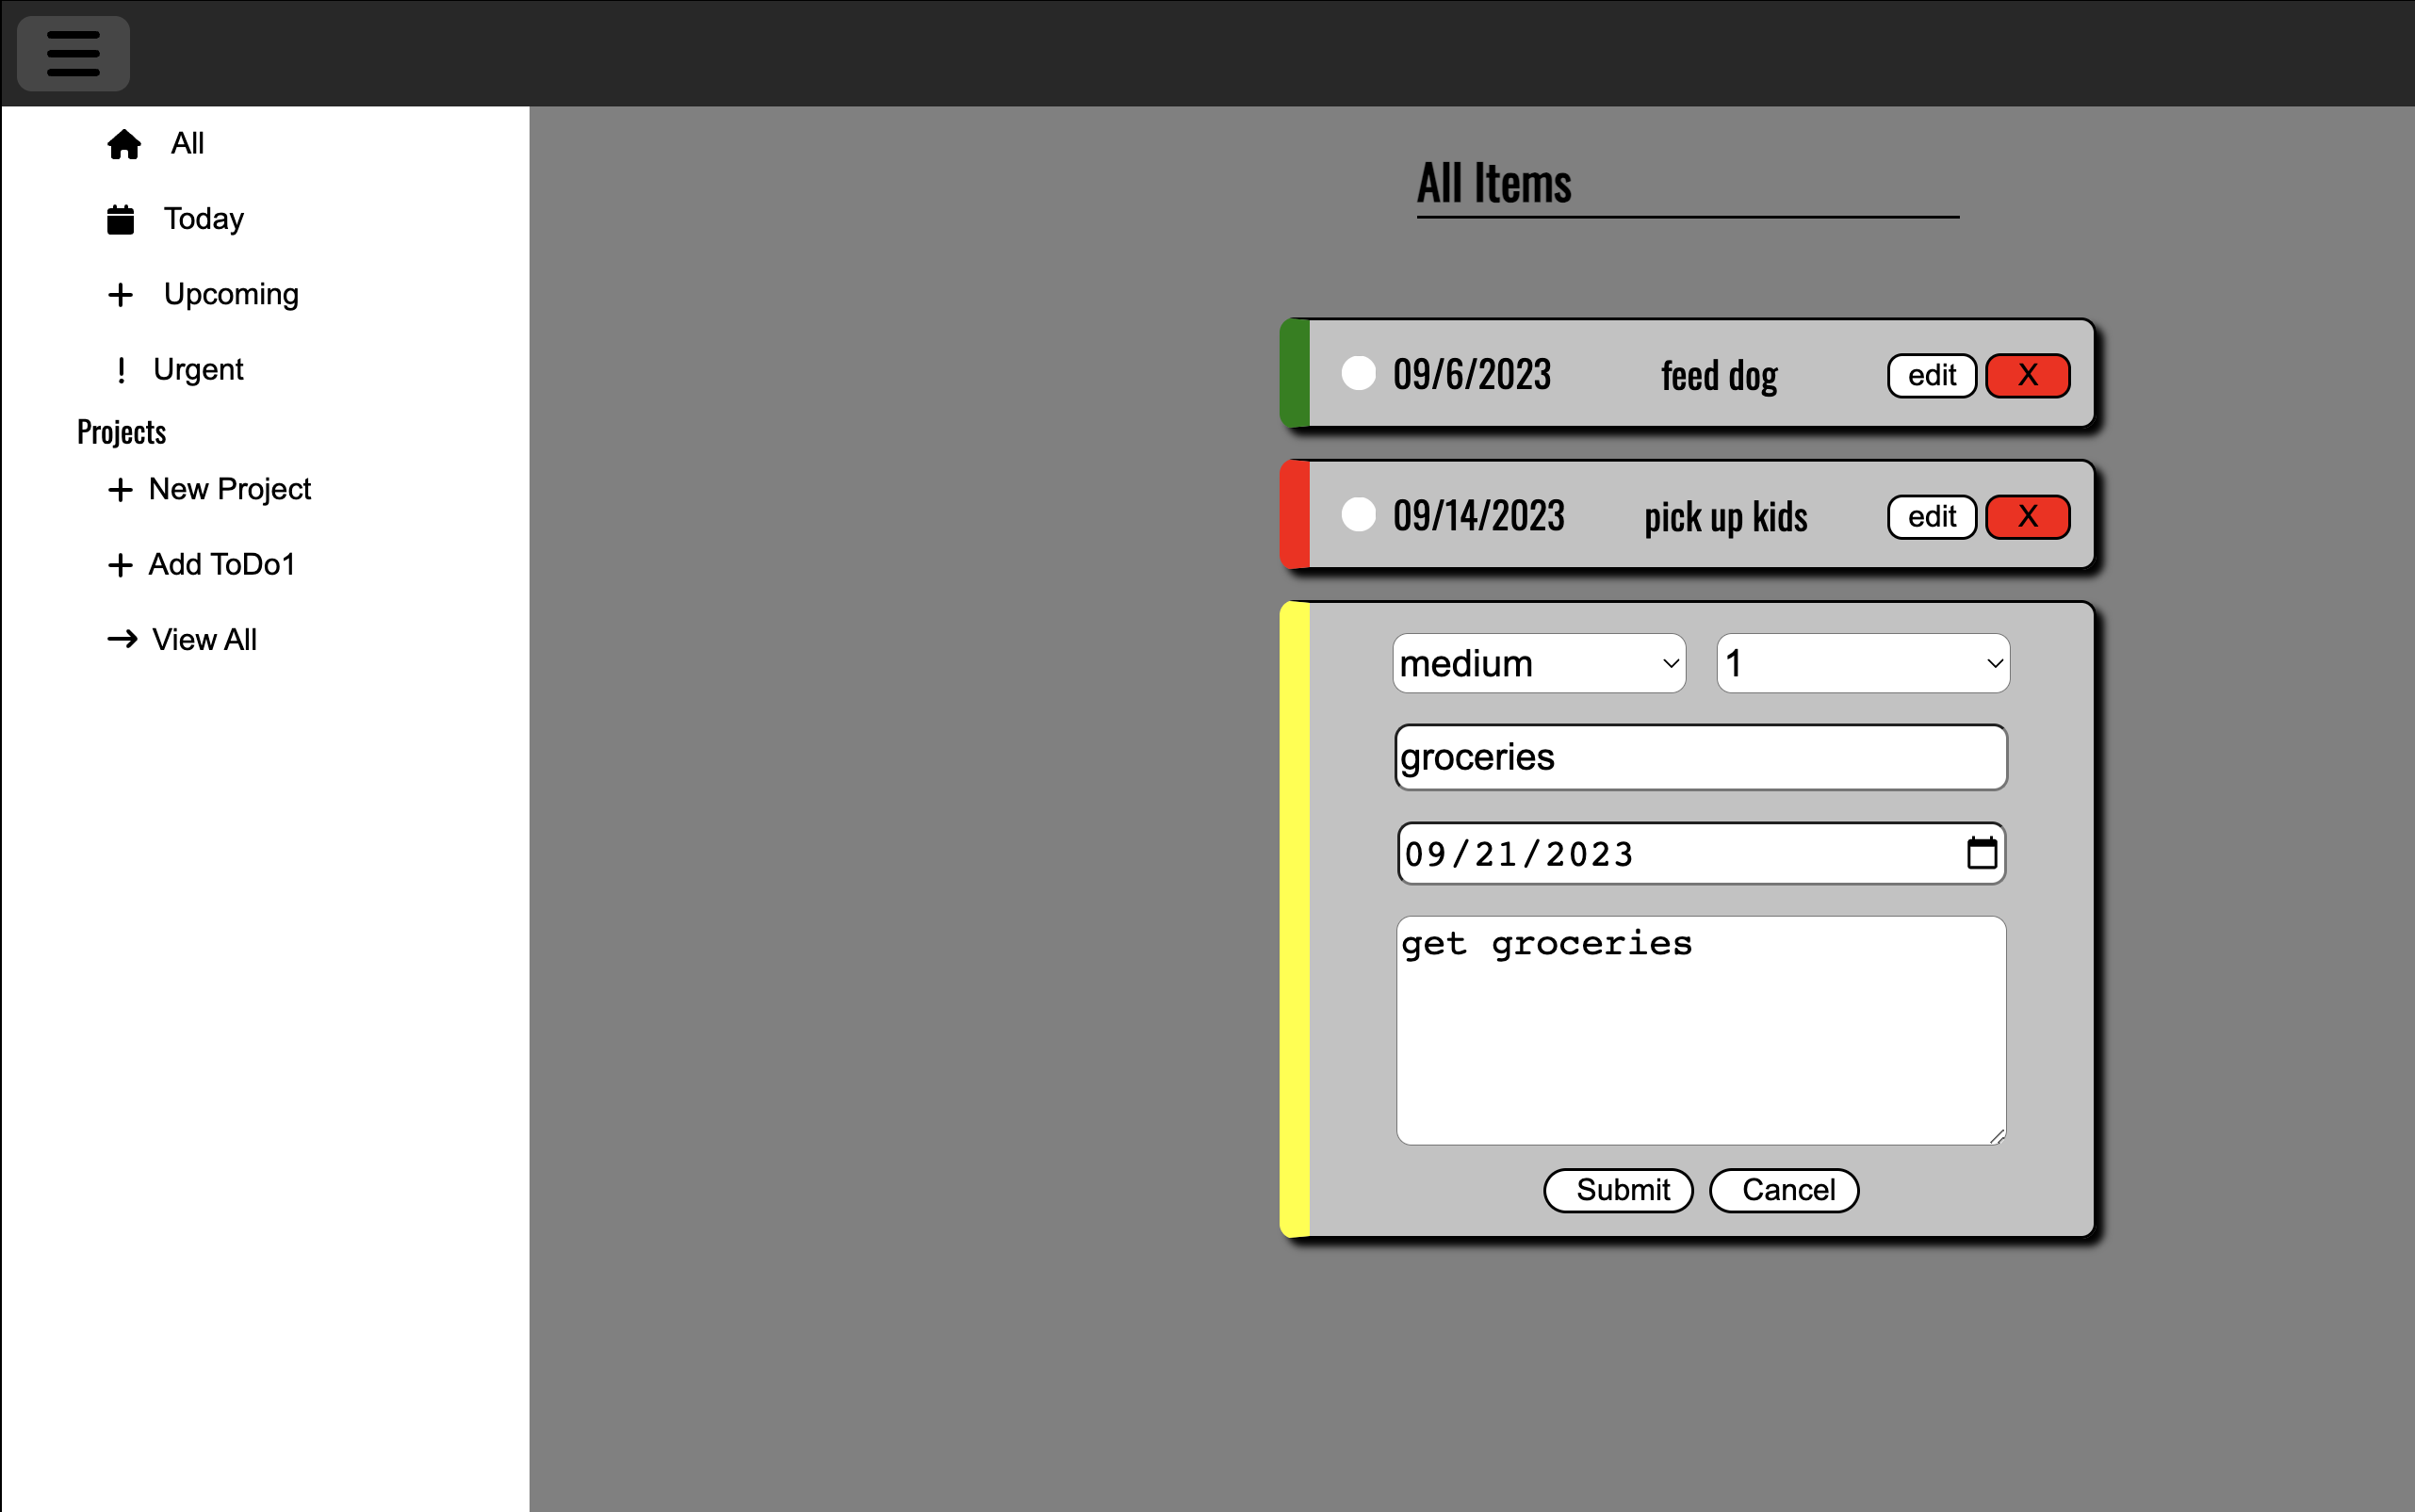 All
Today
Upcoming
Urgent
Projects
New Project
Add ToDo1
View All
All Items
09/6/2023 feed dog edit X
09/14/2023 pick up kids edit X
medium 1
groceries
09/21/2023
get groceries
Submit Cancel